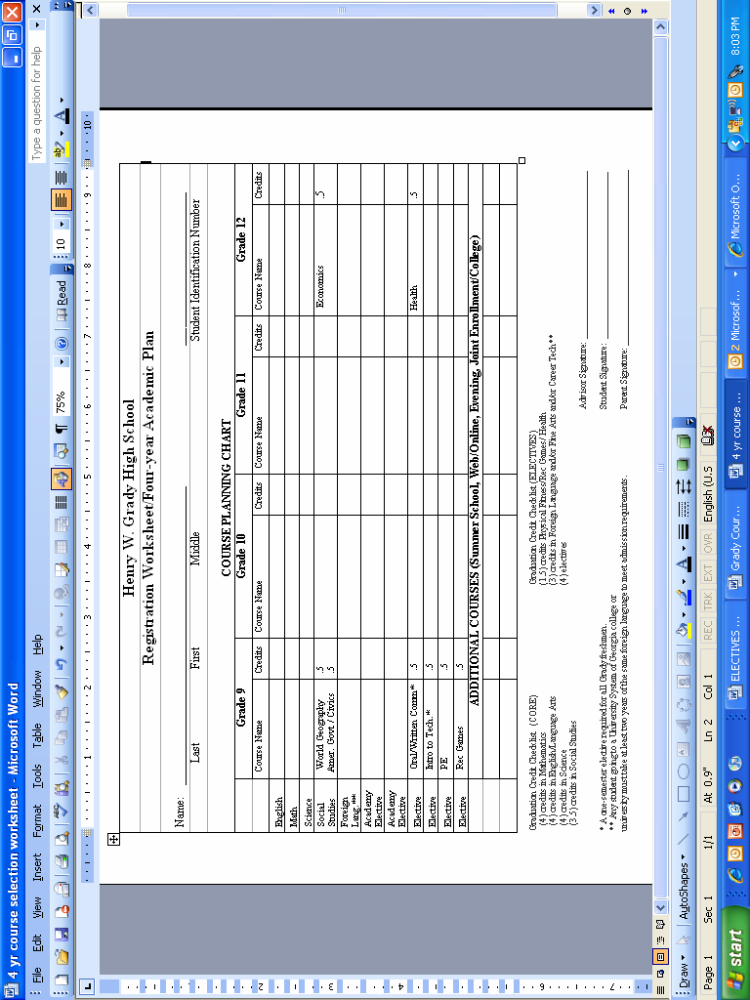 4 yr course selection worksheet - Microsoft Word
File Edit View Insert Format Tools Table Window Help
Type a question for help
75%
Read
10
Henry W. Grady High School
Registration Worksheet/Four-year Academic Plan
Name:
Last First Middle Student Identification Number
COURSE PLANNING CHART
Grade 9 Grade 10 Grade 11 Grade 12
Course Name Credits Course Name Credits Course Name Credits Course Name Credits
English
Math
Science
Social Studies World Geography .5 Economics .5
Amer. Govt / Civics .5
Foreign Lang.**
Academy Elective
Academy Elective
Elective Oral/Written Comm* .5 Health .5
Elective Intro to Tech.* .5
Elective PE .5
Elective Rec Games .5
ADDITIONAL COURSES (Summer School, Web/Online, Evening, Joint Enrollment/College)
Graduation Credit Checklist (CORE)
(4) credits in Mathematics
(4) credits in English/Language Arts
(4) credits in Science
(3.5) credits in Social Studies
Graduation Credit Checklist (ELECTIVES)
(1.5) credits Physical Fitness/Rec Games/ Health
(3) credits in Foreign Language and/or Fine Arts and/or Career Tech**
(4) electives
* A one-semester elective required for all Grady freshmen.
** Any student going to a University System of Georgia college or
university must take at least two years of the same foreign language to meet admission requirements.
Advisor Signature:
Student Signature:
Parent Signature:
Draw AutoShapes
Page 1 Sec 1 1/1 At 0.9" Ln 2 Col 1 REC TRK EXT OVR English (U.S
start
ELECTIVES ...
Grady Cour...
4 yr course ...
2 Microsof...
Microsoft O...
8:03 PM